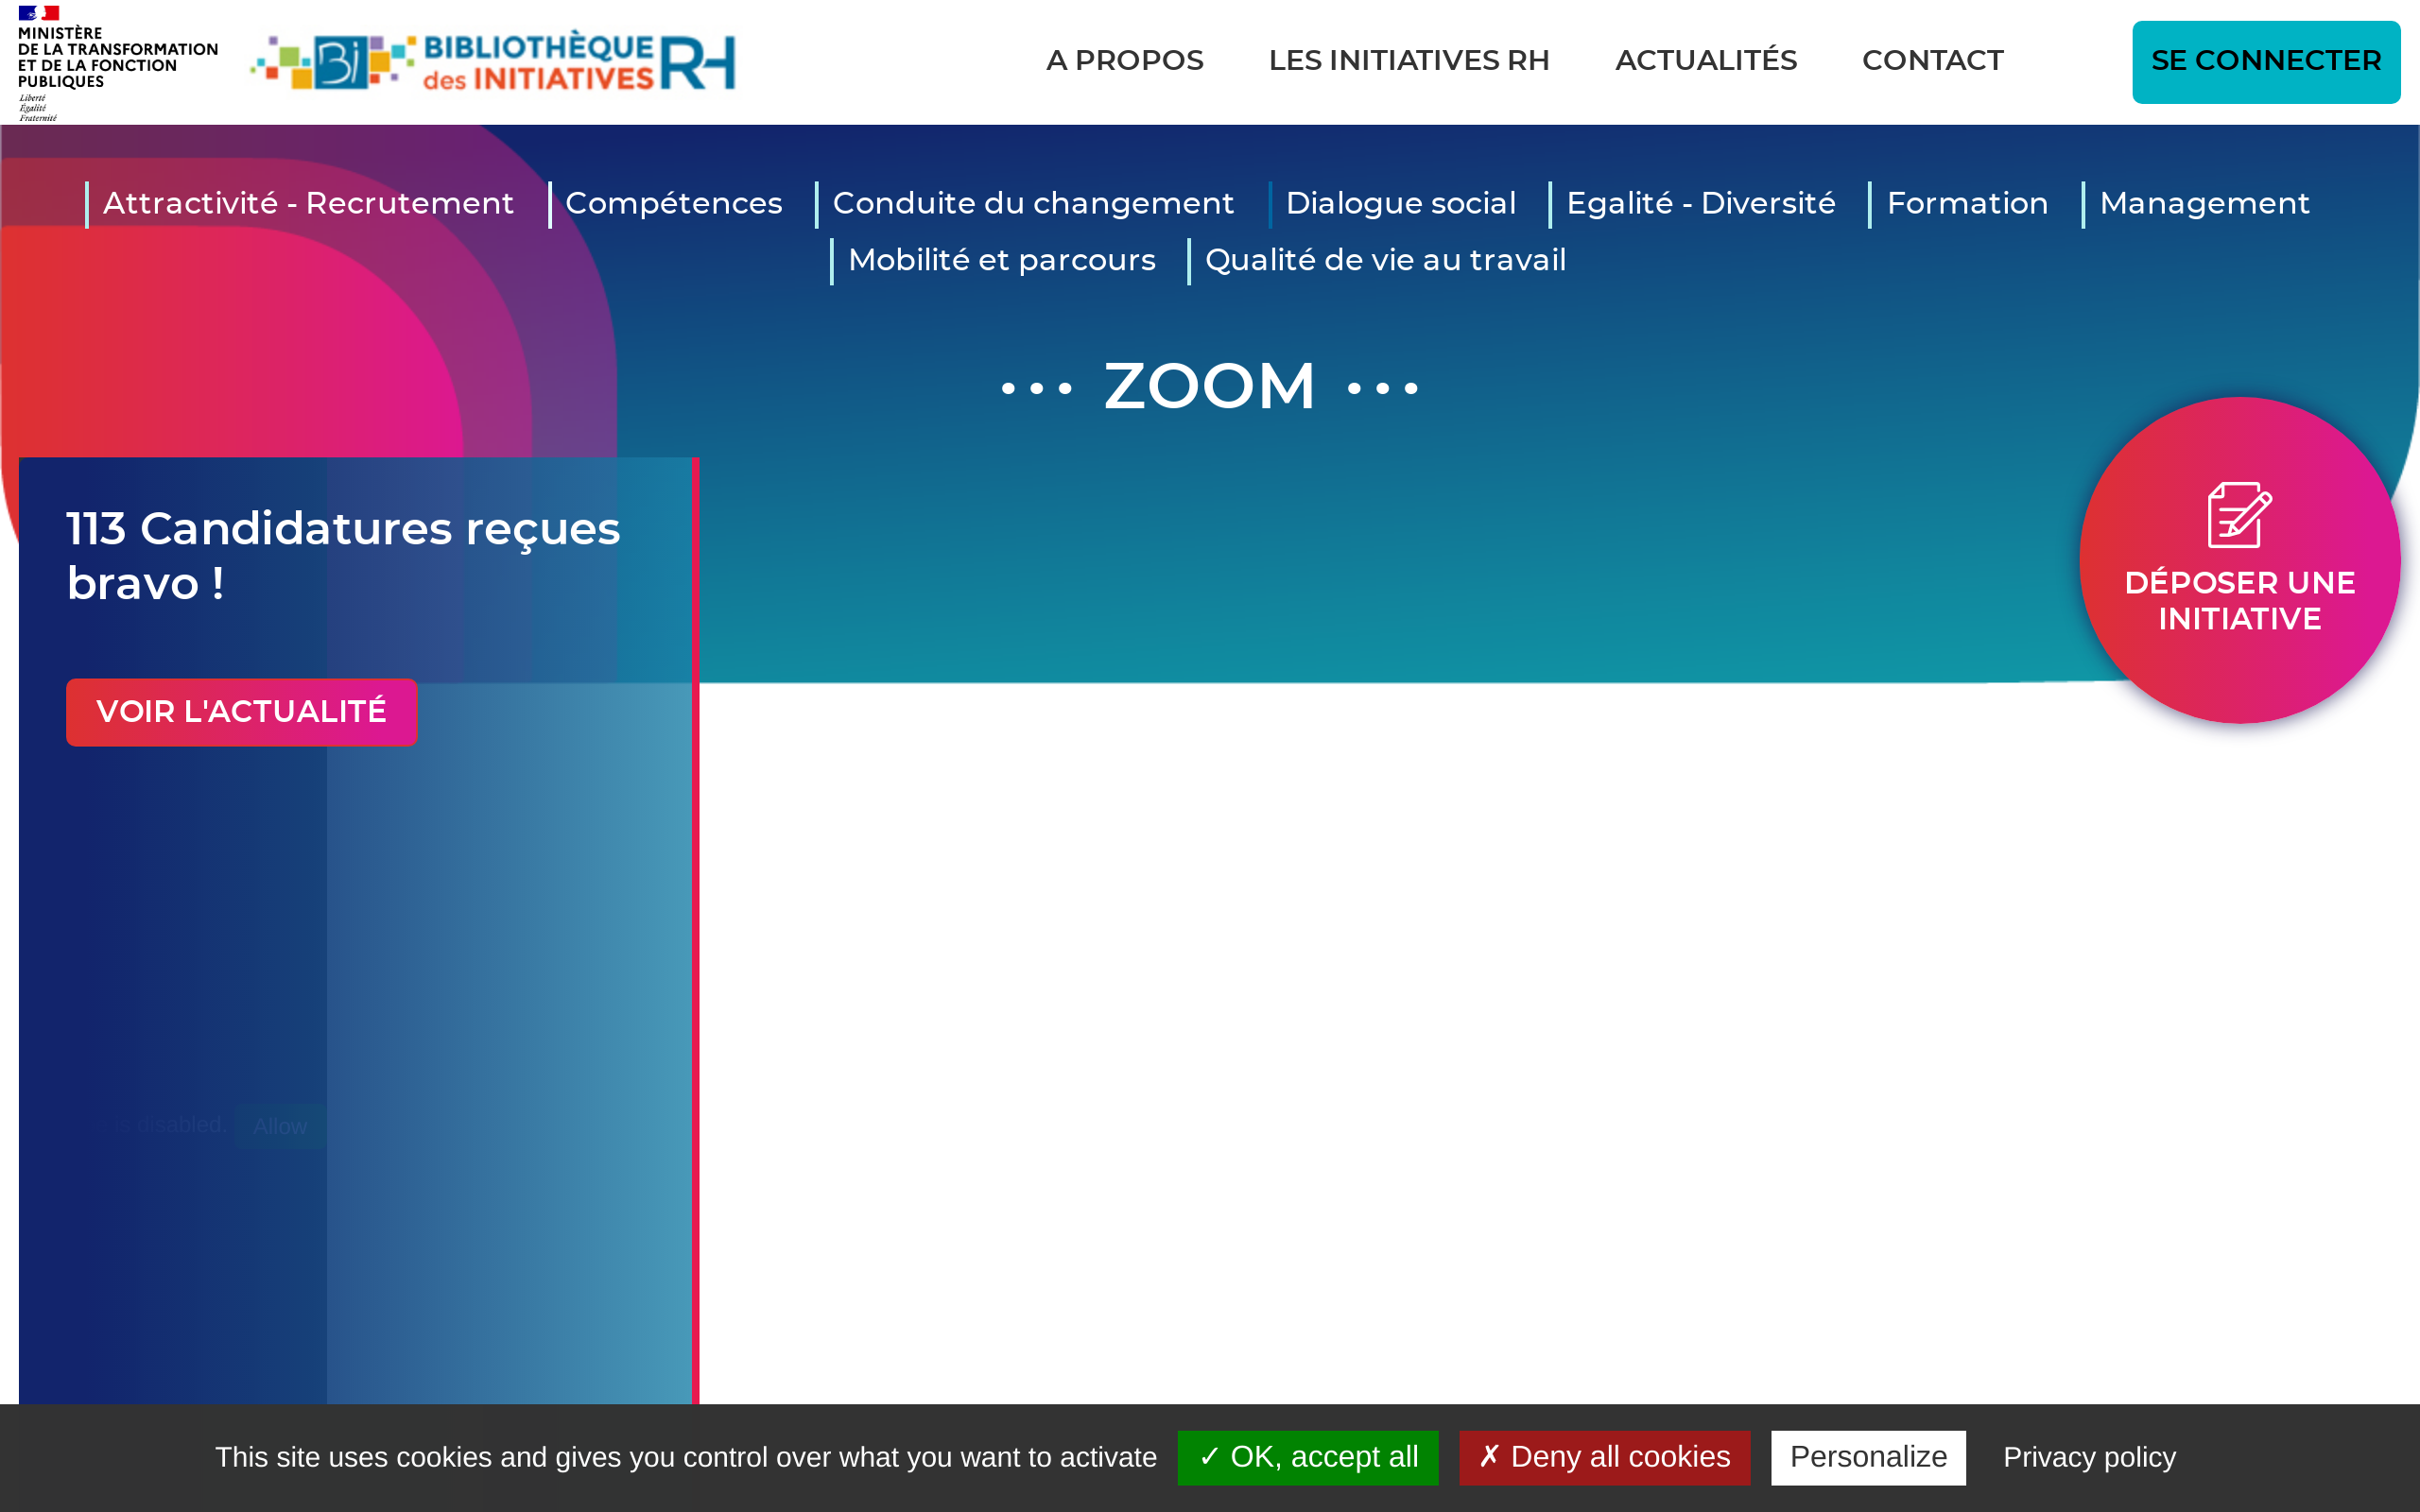 MINISTÈRE
DE LA TRANSFORMATION
ET DE LA FONCTION
PUBLIQUES
Liberté
Égalité
Fraternité
Bi
BIBLIOTHÈQUE
des INITIATIVES RH
A PROPOS LES INITIATIVES RH ACTUALITÉS CONTACT SE CONNECTER
Attractivité - Recrutement Compétences Conduite du changement Dialogue social Egalité - Diversité Formation Management
Mobilité et parcours Qualité de vie au travail
••• ZOOM •••
113 Candidatures reçues
bravo !
VOIR L'ACTUALITÉ
DÉPOSER UNE
INITIATIVE
disabled. Allow
This site uses cookies and gives you control over what you want to activate ✓ OK, accept all ✗ Deny all cookies Personalize Privacy policy